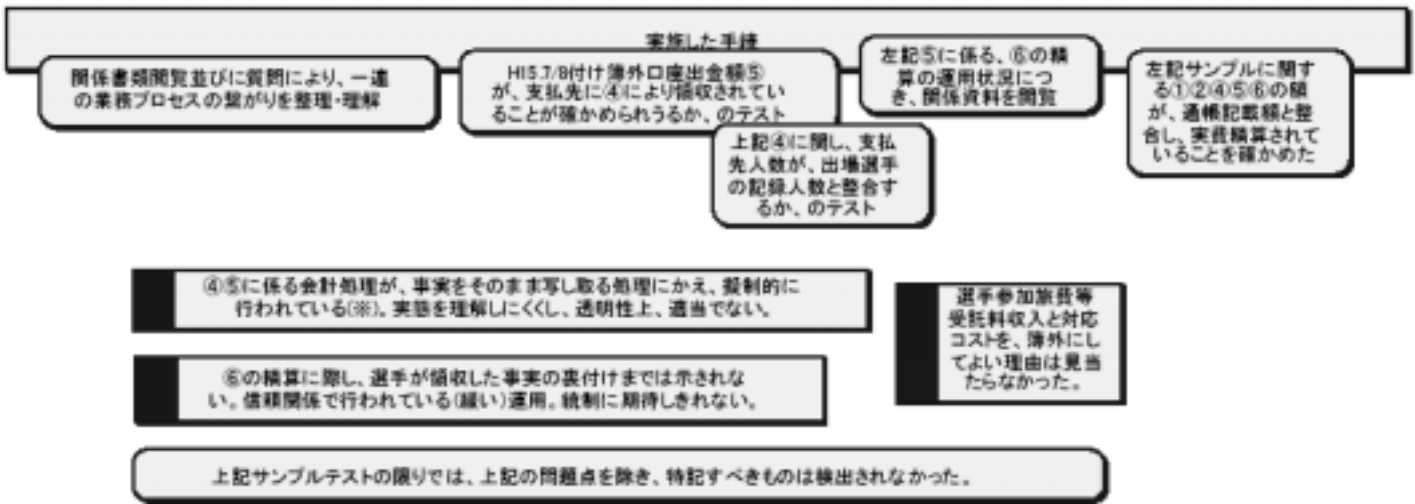 実施した手続
関係書類閲覧並びに質問により、一連
の業務プロセスの繋がりを整理・理解
H15.7/8付け簿外口座出金額⑤
が、支払先に④により領収されてい
ることが確かめられうるか、のテスト
上記④に関し、支払
先人数が、出場選手
の記録人数と整合す
るか、のテスト
左記⑤に係る、⑥の精
算の運用状況につ
き、関係資料を閲覧
左記サンプルに関す
る①②④⑤⑥の額
が、通帳記載額と整
合し、実費精算されて
いることを確かめた
④⑤に係る会計処理が、事実をそのまま写し取る処理にかえ、擬制的に
行われている(※)。実態を理解しにくくし、透明性上、適当でない。
⑥の精算に際し、選手が領収した事実の裏付けまでは示されな
い。信頼関係で行われている(緩い)運用。統制に期待しきれない。
選手参加旅費等
受託料収入と対応
コストを、簿外にし
てよい理由は見当
たらなかった。
上記サンプルテストの限りでは、上記の問題点を除き、特記すべきものは検出されなかった。